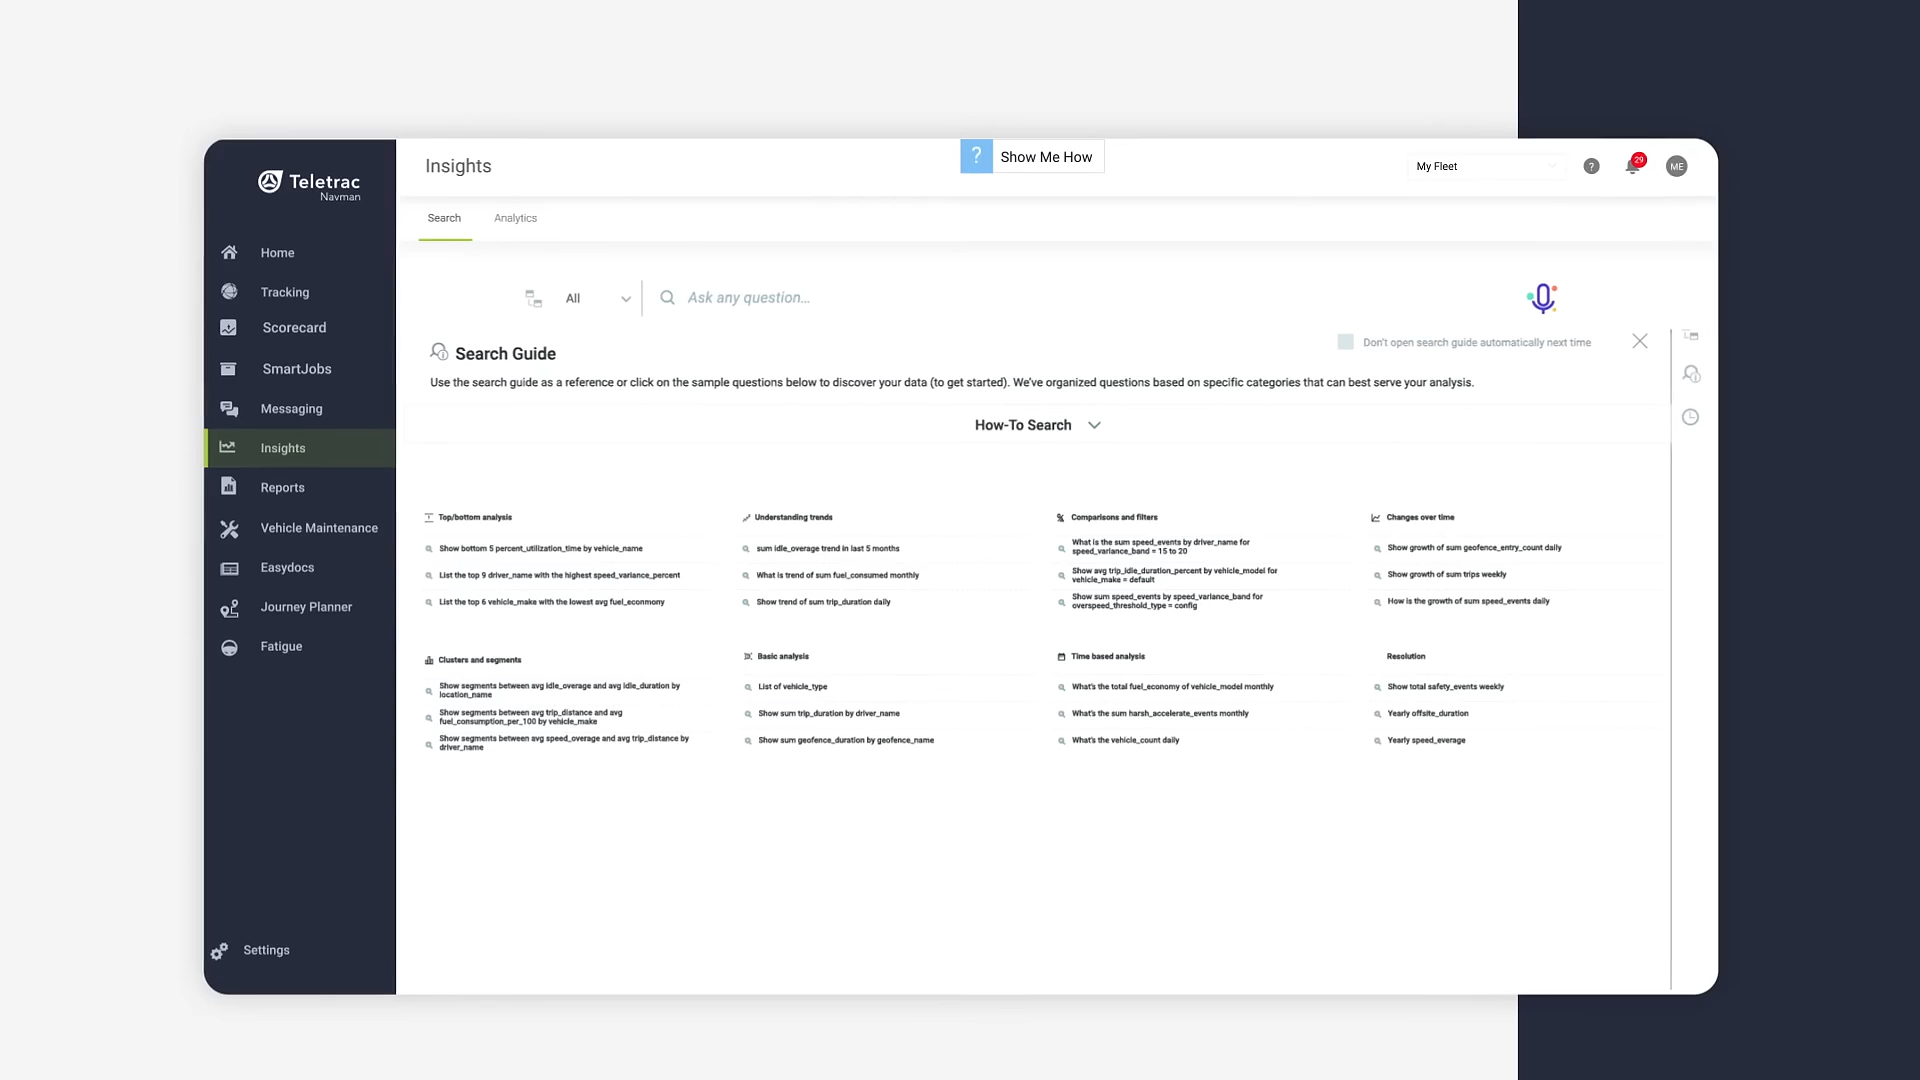 Teletrac
Navman
Home
Tracking
Scorecard
SmartJobs
Messaging
Insights
Reports
Vehicle Maintenance
Easydocs
Journey Planner
Fatigue
Settings
Insights
? Show Me How
My Fleet
?
29
ME
Search Analytics
All
Ask any question...
Search Guide
Don't open search guide automatically next time
Use the search guide as a reference or click on the sample questions below to discover your data (to get started). We've organized questions based on specific categories that can best serve your analysis.
How-To Search
Top/bottom analysis
Show bottom 5 percent_utilization_time by vehicle_name
List the top 9 driver_name with the highest speed_variance_percent
List the top 6 vehicle_make with the lowest avg fuel_econmony
Understanding trends
sum idle_overage trend in last 5 months
What is trend of sum fuel_consumed monthly
Show trend of sum trip_duration daily
Comparisons and filters
What is the sum speed_events by driver_name for
speed_variance_band = 15 to 20
Show avg trip_idle_duration_percent by vehicle_model for
vehicle_make = default
Show sum speed_events by speed_variance_band for
overspeed_threshold_type = config
Changes over time
Show growth of sum geofence_entry_count daily
Show growth of sum trips weekly
How is the growth of sum speed_events daily
Clusters and segments
Show segments between avg idle_overage and avg idle_duration by
location_name
Show segments between avg trip_distance and avg
fuel_consumption_per_100 by vehicle_make
Show segments between avg speed_overage and avg trip_distance by
driver_name
Basic analysis
List of vehicle_type
Show sum trip_duration by driver_name
Show sum geofence_duration by geofence_name
Time based analysis
What's the total fuel_economy of vehicle_model monthly
What's the sum harsh_accelerate_events monthly
What's the vehicle_count daily
Resolution
Show total safety_events weekly
Yearly offsite_duration
Yearly speed_everage